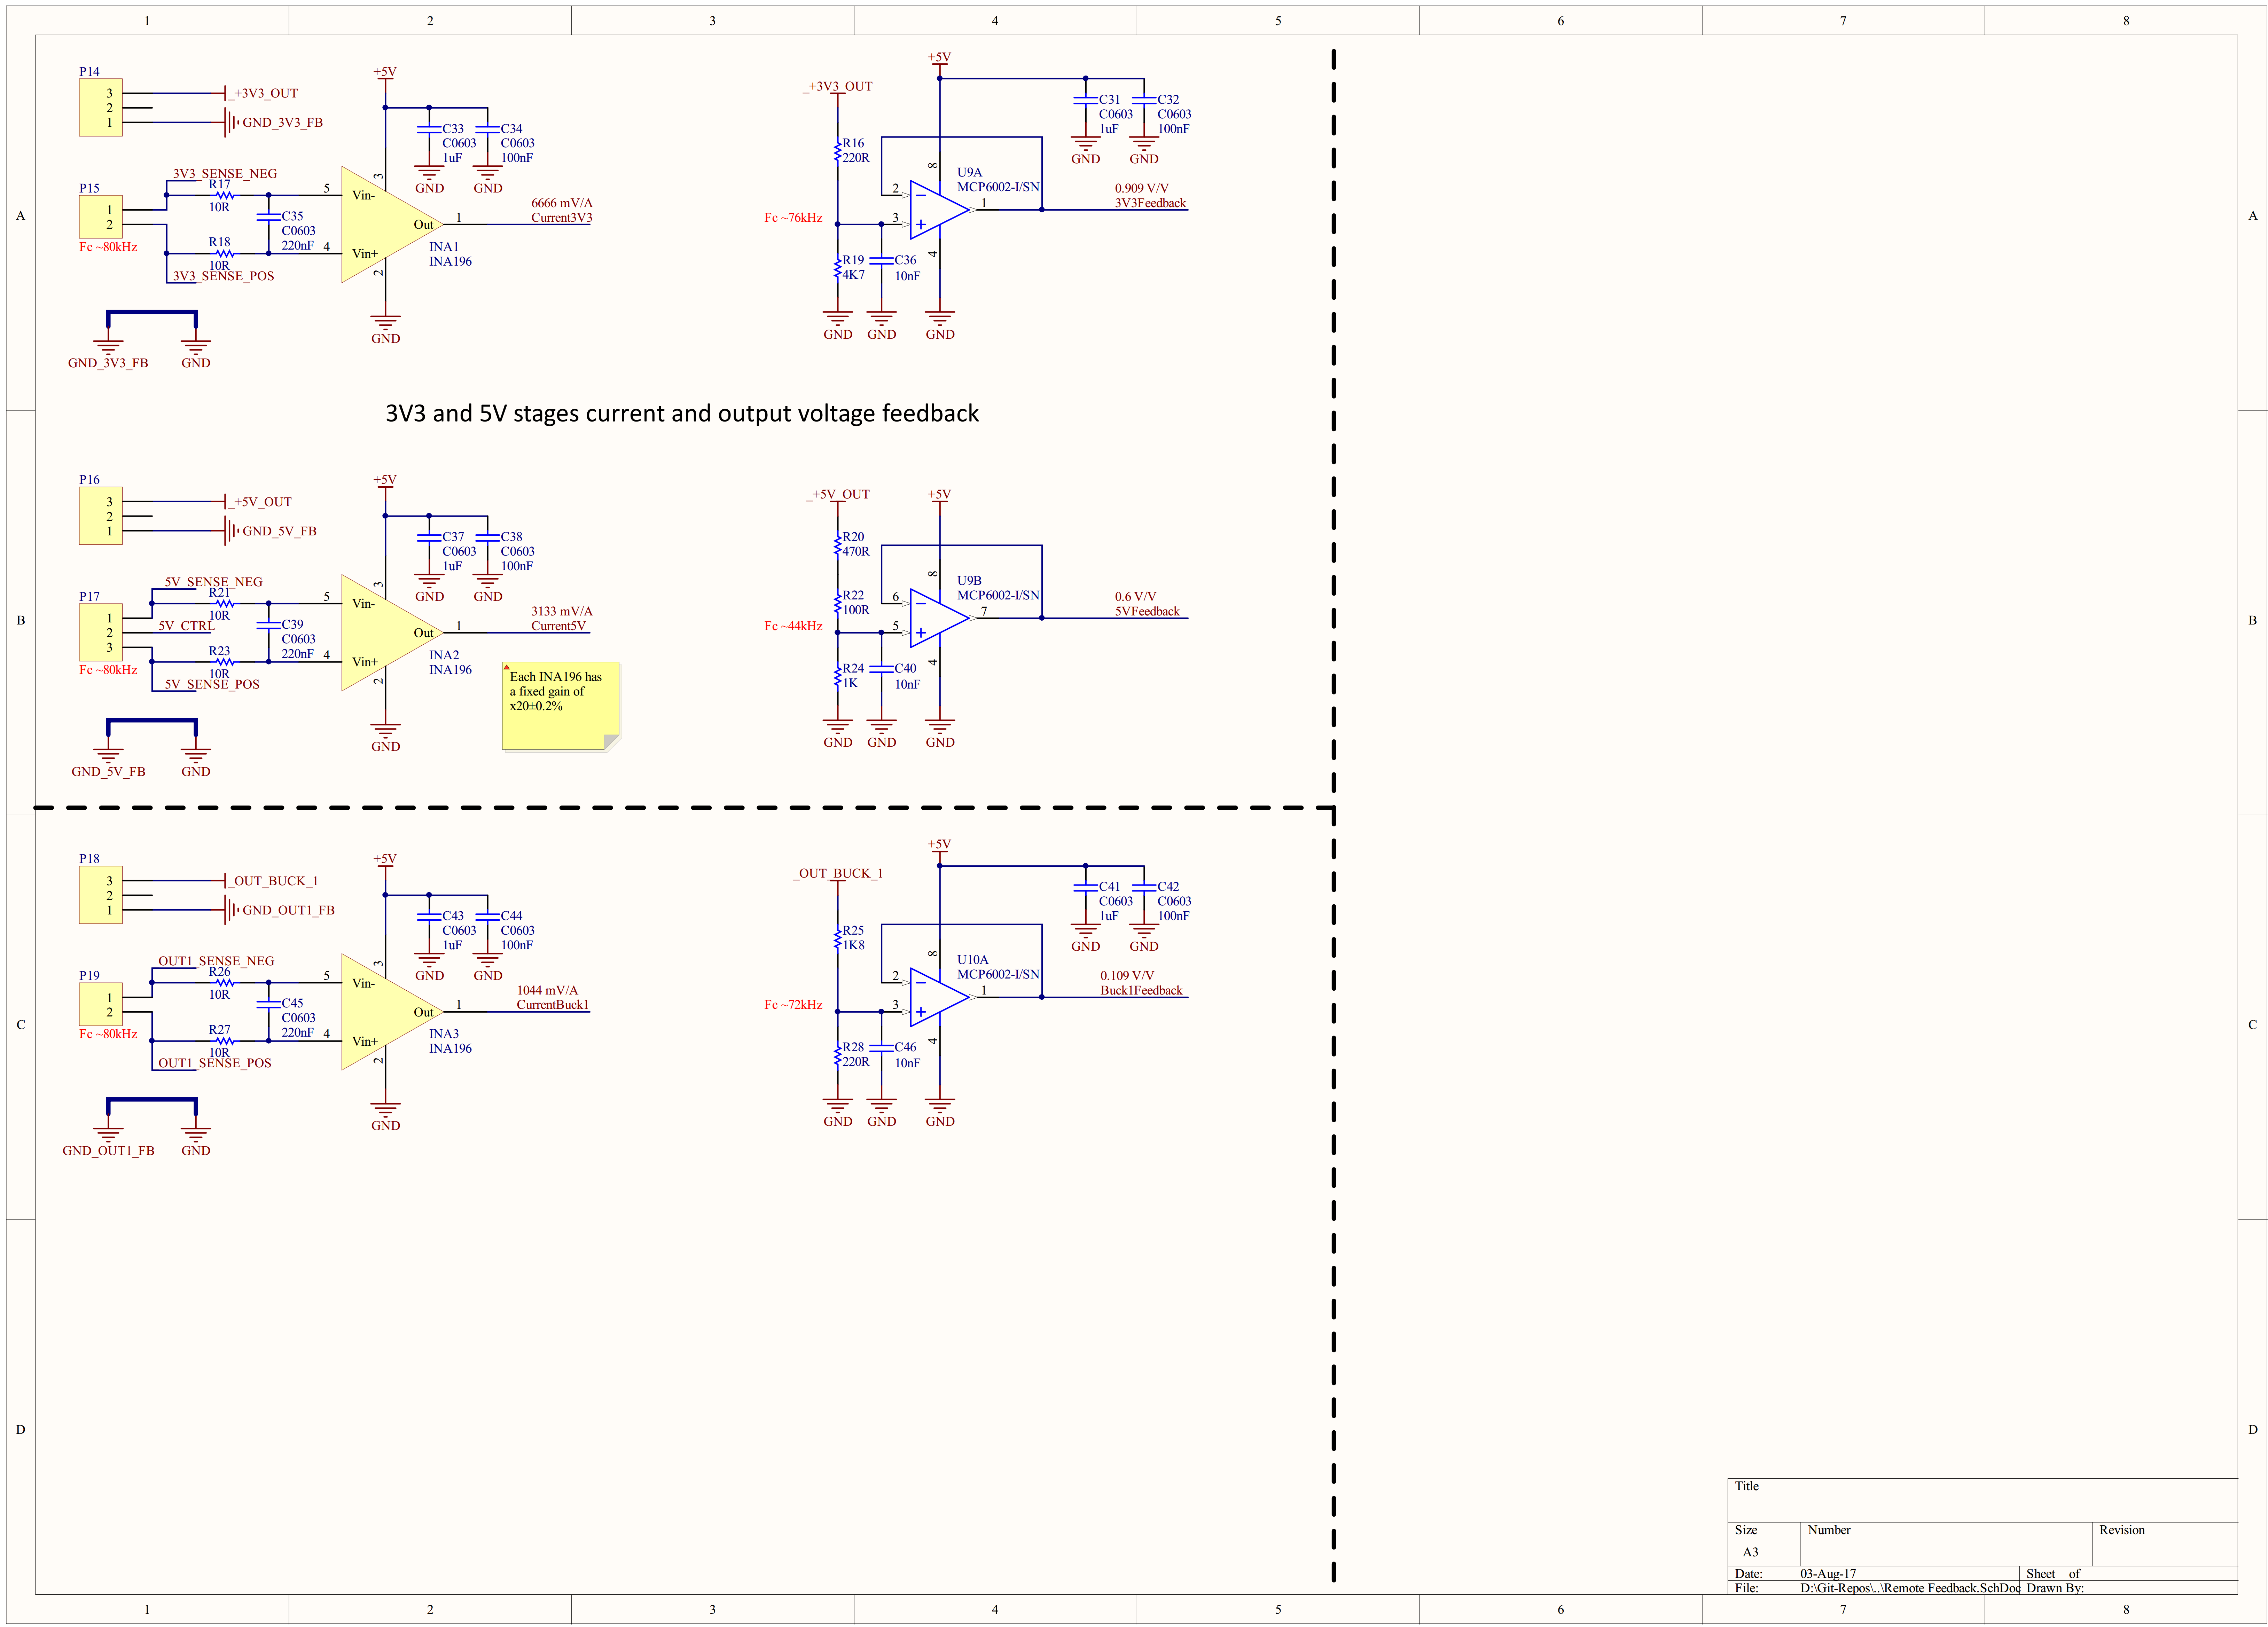 1 2 3 4 5 6 7 8
A
A
B
B
C
C
D
D
P14
3
2
1
_+3V3_OUT
GND_3V3_FB
P15
1
2
Fc ~80kHz
3V3_SENSE_NEG
R17
10R
C35
C0603
220nF
R18
10R
3V3_SENSE_POS
GND_3V3_FB
GND
+5V
C33
C0603
1uF
GND
C34
C0603
100nF
GND
3
5
Vin-
4
Vin+
Out
1
2
INA1
INA196
GND
6666 mV/A
Current3V3
_+3V3_OUT
R16
220R
Fc ~76kHz
R19
4K7
C36
10nF
GND
GND
GND
+5V
8
2
3
1
4
U9A
MCP6002-I/SN
C31
C0603
1uF
GND
C32
C0603
100nF
GND
0.909 V/V
3V3Feedback
3V3 and 5V stages current and output voltage feedback
P16
3
2
1
_+5V_OUT
GND_5V_FB
P17
1
2
3
Fc ~80kHz
5V_SENSE_NEG
R21
10R
5V_CTRL
C39
C0603
220nF
R23
10R
5V_SENSE_POS
GND_5V_FB
GND
+5V
C37
C0603
1uF
GND
C38
C0603
100nF
GND
3
5
Vin-
4
Vin+
Out
1
2
INA2
INA196
GND
3133 mV/A
Current5V
Each INA196 has
a fixed gain of
x20±0.2%
_+5V_OUT
R20
470R
R22
100R
Fc ~44kHz
R24
1K
C40
10nF
GND
GND
GND
+5V
8
6
5
7
4
U9B
MCP6002-I/SN
0.6 V/V
5VFeedback
P18
3
2
1
_OUT_BUCK_1
GND_OUT1_FB
P19
1
2
Fc ~80kHz
OUT1_SENSE_NEG
R26
10R
C45
C0603
220nF
R27
10R
OUT1_SENSE_POS
GND_OUT1_FB
GND
+5V
C43
C0603
1uF
GND
C44
C0603
100nF
GND
3
5
Vin-
4
Vin+
Out
1
2
INA3
INA196
GND
1044 mV/A
CurrentBuck1
_OUT_BUCK_1
R25
1K8
Fc ~72kHz
R28
220R
C46
10nF
GND
GND
GND
+5V
8
2
3
1
4
U10A
MCP6002-I/SN
C41
C0603
1uF
GND
C42
C0603
100nF
GND
0.109 V/V
Buck1Feedback
Title
Size
A3
Number
Revision
Date: 03-Aug-17 Sheet of
File: D:\Git-Repos\..\Remote Feedback.SchDoc Drawn By:
1 2 3 4 5 6 7 8